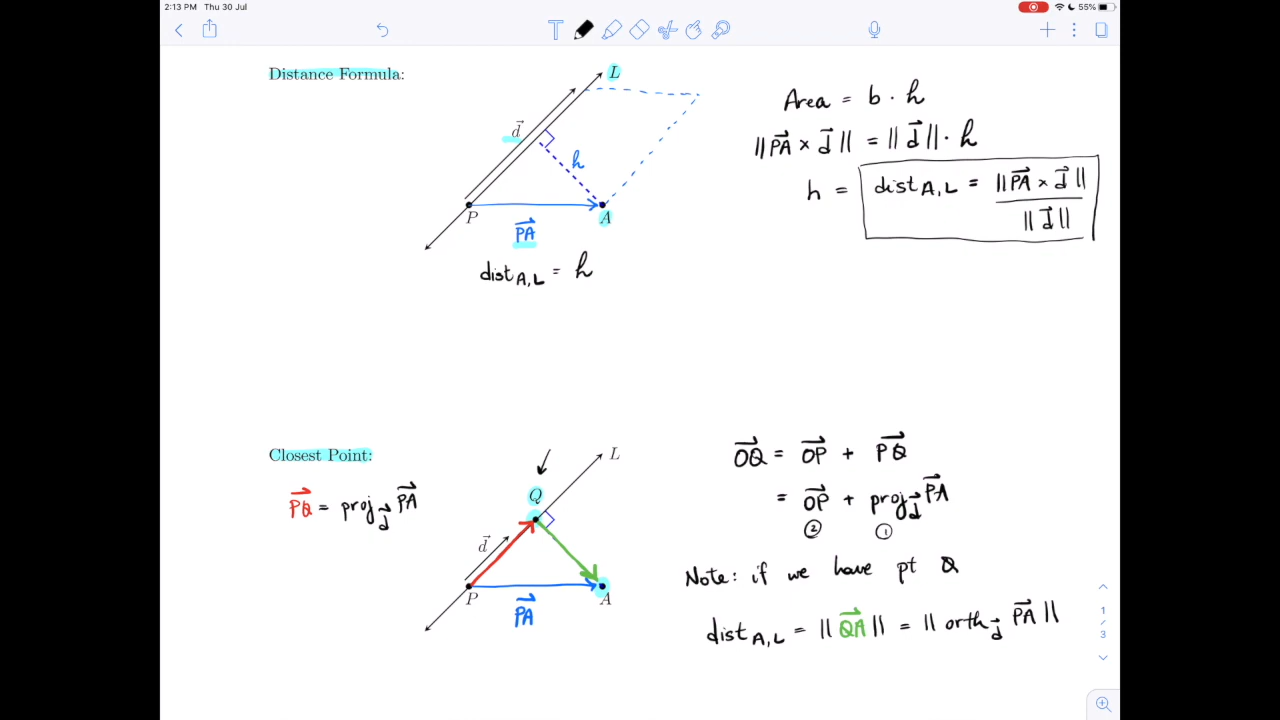 2:13 PM Thu 30 Jul
55%
Distance Formula:
L
d⃗
h
P
A
PA⃗
dist_A,L = h
Area = b · h
||PA⃗ × d⃗|| = ||d⃗|| · h
h = dist_A,L = ||PA⃗ × d⃗|| / ||d⃗||
Closest Point:
PQ⃗ = proj_d⃗ PA⃗
L
Q
d⃗
P
A
PA⃗
OQ⃗ = OP⃗ + PQ⃗
= OP⃗ + proj_d⃗ PA⃗
② ①
Note: if we have pt Q
dist_A,L = ||QA⃗|| = ||orth_d⃗ PA⃗||
1
/
3